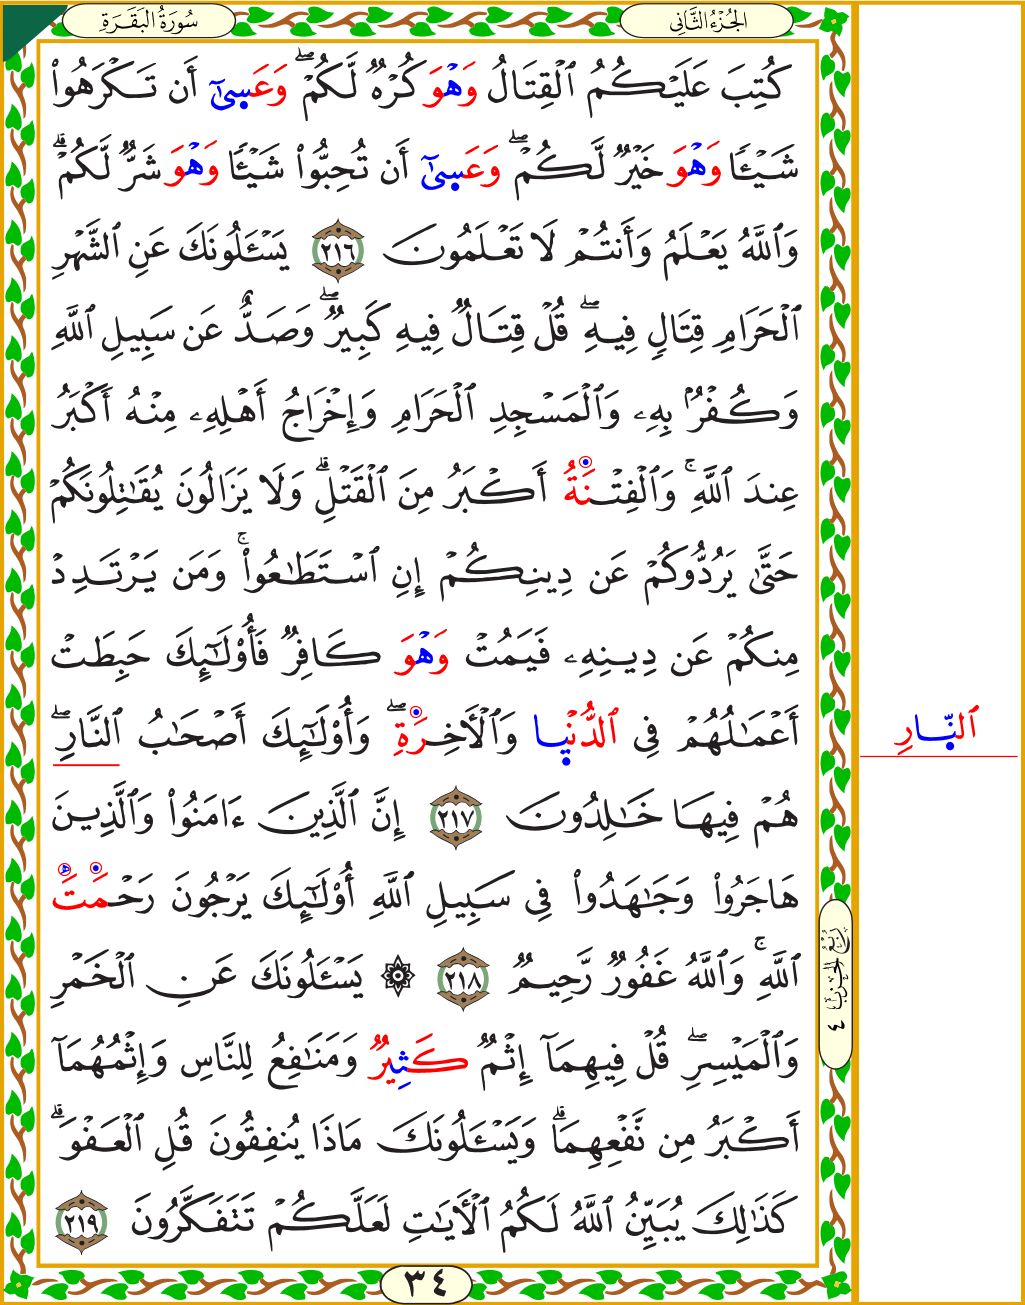 سُورَةُ الْبَقَرَةِ
الْجُزْءُ الثَّانِي
كُتِبَ عَلَيْكُمُ ٱلْقِتَالُ وَهْوَ كُرْهٌ لَّكُمْ ۖ وَعَسِىٰٓ أَن تَكْرَهُوا۟
شَيْـًٔا وَهْوَ خَيْرٌ لَّكُمْ ۖ وَعَسِىٰٓ أَن تُحِبُّوا۟ شَيْـًٔا وَهْوَ شَرٌّ لَّكُمْ ۗ
وَٱللَّهُ يَعْلَمُ وَأَنتُمْ لَا تَعْلَمُونَ ٢١٦ يَسْـَٔلُونَكَ عَنِ ٱلشَّهْرِ
ٱلْحَرَامِ قِتَالٍ فِيهِ ۖ قُلْ قِتَالٌ فِيهِ كَبِيرٌ ۖ وَصَدٌّ عَن سَبِيلِ ٱللَّهِ
وَكُفْرٌۢ بِهِۦ وَٱلْمَسْجِدِ ٱلْحَرَامِ وَإِخْرَاجُ أَهْلِهِۦ مِنْهُ أَكْبَرُ
عِندَ ٱللَّهِ ۚ وَٱلْفِتْنَةُ أَكْبَرُ مِنَ ٱلْقَتْلِ ۗ وَلَا يَزَالُونَ يُقَـٰتِلُونَكُمْ
حَتَّىٰ يَرُدُّوكُمْ عَن دِينِكُمْ إِنِ ٱسْتَطَـٰعُوا۟ ۚ وَمَن يَرْتَدِدْ
مِنكُمْ عَن دِينِهِۦ فَيَمُتْ وَهْوَ كَافِرٌ فَأُو۟لَـٰٓئِكَ حَبِطَتْ
أَعْمَـٰلُهُمْ فِى ٱلدُّنْيِا وَٱلْـَٔاخِرَةِ ۖ وَأُو۟لَـٰٓئِكَ أَصْحَـٰبُ ٱلنَّارِ ۖ
ٱلنِّارِ
هُمْ فِيهَا خَـٰلِدُونَ ٢١٧ إِنَّ ٱلَّذِينَ ءَامَنُوا۟ وَٱلَّذِينَ
هَاجَرُوا۟ وَجَـٰهَدُوا۟ فِى سَبِيلِ ٱللَّهِ أُو۟لَـٰٓئِكَ يَرْجُونَ رَحْمَتَ
ٱللَّهِ ۚ وَٱللَّهُ غَفُورٌ رَّحِيمٌ ٢١٨ ۞ يَسْـَٔلُونَكَ عَنِ ٱلْخَمْرِ
رُبْعُ الْحِزْبِ ٤
وَٱلْمَيْسِرِ ۖ قُلْ فِيهِمَآ إِثْمٌ كَثِيرٌ وَمَنَـٰفِعُ لِلنَّاسِ وَإِثْمُهُمَآ
أَكْبَرُ مِن نَّفْعِهِمَا ۗ وَيَسْـَٔلُونَكَ مَاذَا يُنفِقُونَ قُلِ ٱلْعَفْوَ ۗ
كَذَٰلِكَ يُبَيِّنُ ٱللَّهُ لَكُمُ ٱلْـَٔايَـٰتِ لَعَلَّكُمْ تَتَفَكَّرُونَ ٢١٩
٣٤